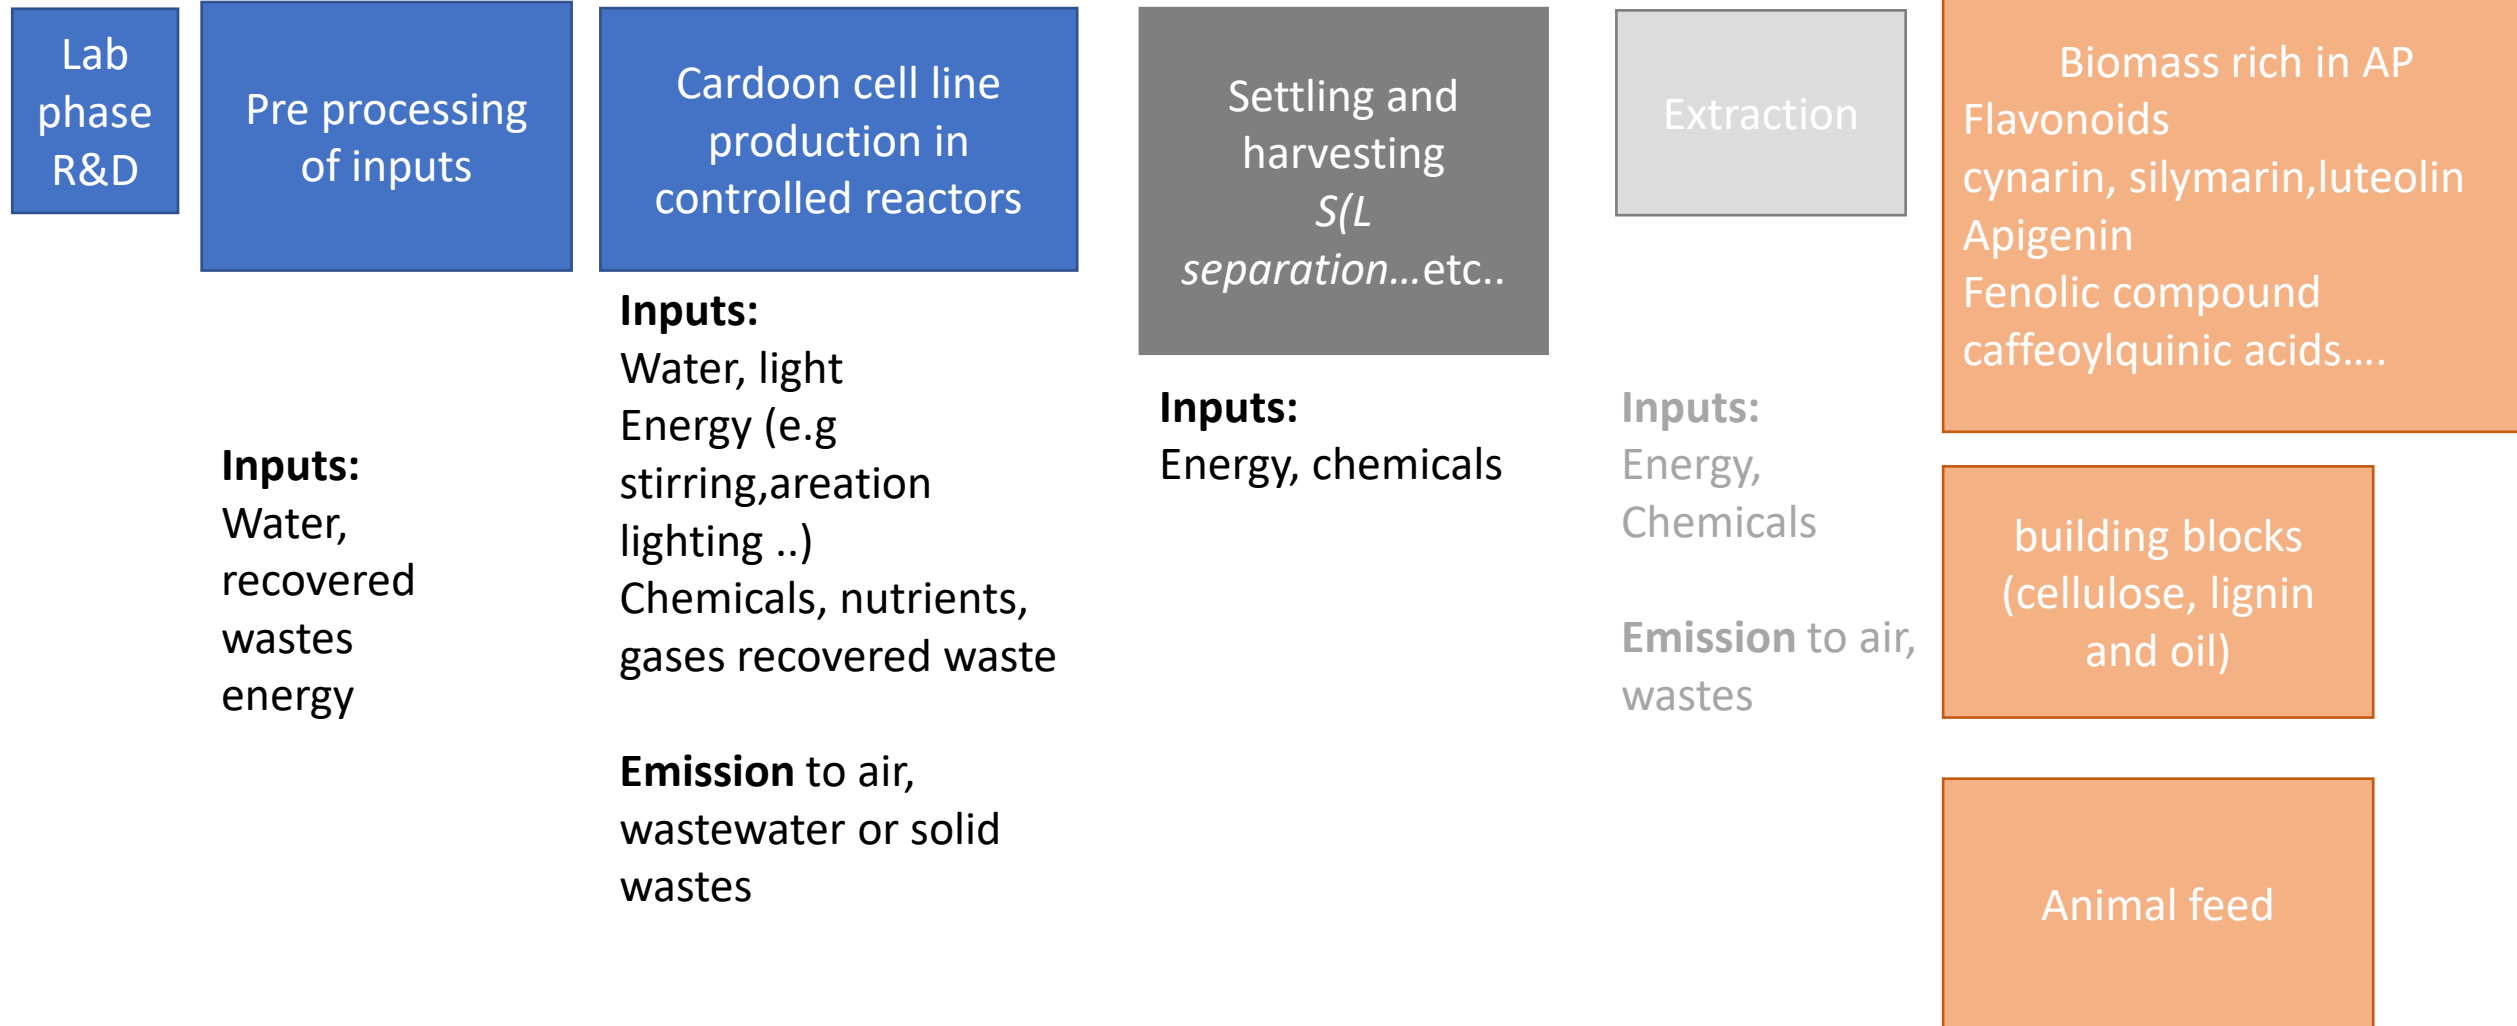 Lab
phase
R&D
Pre processing
of inputs
Inputs:
Water,
recovered
wastes
energy
Cardoon cell line
production in
controlled reactors
Inputs:
Water, light
Energy (e.g
stirring,areation
lighting ..)
Chemicals, nutrients,
gases recovered waste
Emission to air,
wastewater or solid
wastes
Settling and
harvesting
S(L
separation...etc..
Inputs:
Energy, chemicals
Extraction
Inputs:
Energy,
Chemicals
Emission to air,
wastes
Biomass rich in AP
Flavonoids
cynarin, silymarin,luteolin
Apigenin
Fenolic compound
caffeoylquinic acids....
building blocks
(cellulose, lignin
and oil)
Animal feed